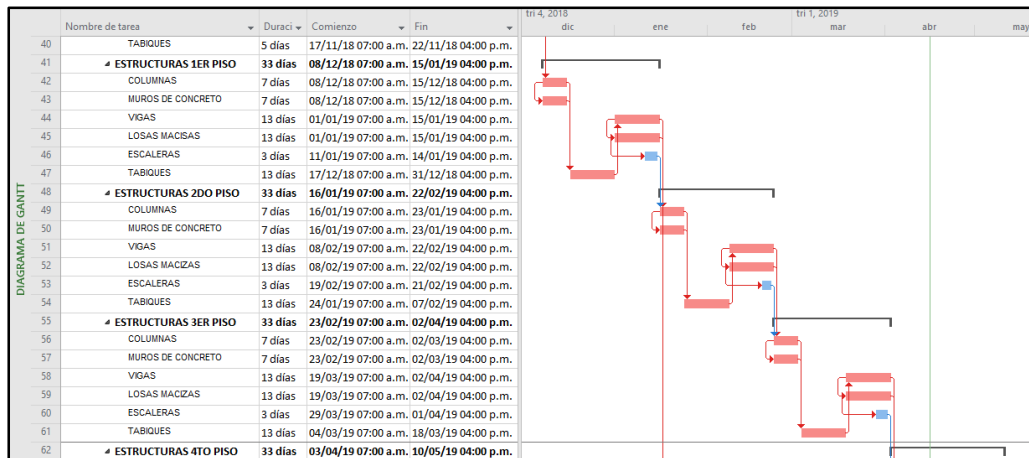 tri 4, 2018 tri 1, 2019
Nombre de tarea Duraci Comienzo Fin dic ene feb mar abr may
40 TABIQUES 5 días 17/11/18 07:00 a.m. 22/11/18 04:00 p.m.
41 ESTRUCTURAS 1ER PISO 33 días 08/12/18 07:00 a.m. 15/01/19 04:00 p.m.
42 COLUMNAS 7 días 08/12/18 07:00 a.m. 15/12/18 04:00 p.m.
43 MUROS DE CONCRETO 7 días 08/12/18 07:00 a.m. 15/12/18 04:00 p.m.
44 VIGAS 13 días 01/01/19 07:00 a.m. 15/01/19 04:00 p.m.
45 LOSAS MACISAS 13 días 01/01/19 07:00 a.m. 15/01/19 04:00 p.m.
46 ESCALERAS 3 días 11/01/19 07:00 a.m. 14/01/19 04:00 p.m.
47 TABIQUES 13 días 17/12/18 07:00 a.m. 31/12/18 04:00 p.m.
48 ESTRUCTURAS 2DO PISO 33 días 16/01/19 07:00 a.m. 22/02/19 04:00 p.m.
49 COLUMNAS 7 días 16/01/19 07:00 a.m. 23/01/19 04:00 p.m.
50 MUROS DE CONCRETO 7 días 16/01/19 07:00 a.m. 23/01/19 04:00 p.m.
51 VIGAS 13 días 08/02/19 07:00 a.m. 22/02/19 04:00 p.m.
52 LOSAS MACIZAS 13 días 08/02/19 07:00 a.m. 22/02/19 04:00 p.m.
53 ESCALERAS 3 días 19/02/19 07:00 a.m. 21/02/19 04:00 p.m.
54 TABIQUES 13 días 24/01/19 07:00 a.m. 07/02/19 04:00 p.m.
55 ESTRUCTURAS 3ER PISO 33 días 23/02/19 07:00 a.m. 02/04/19 04:00 p.m.
56 COLUMNAS 7 días 23/02/19 07:00 a.m. 02/03/19 04:00 p.m.
57 MUROS DE CONCRETO 7 días 23/02/19 07:00 a.m. 02/03/19 04:00 p.m.
58 VIGAS 13 días 19/03/19 07:00 a.m. 02/04/19 04:00 p.m.
59 LOSAS MACIZAS 13 días 19/03/19 07:00 a.m. 02/04/19 04:00 p.m.
60 ESCALERAS 3 días 29/03/19 07:00 a.m. 01/04/19 04:00 p.m.
61 TABIQUES 13 días 04/03/19 07:00 a.m. 18/03/19 04:00 p.m.
62 ESTRUCTURAS 4TO PISO 33 días 03/04/19 07:00 a.m. 10/05/19 04:00 p.m.
DIAGRAMA DE GANTT